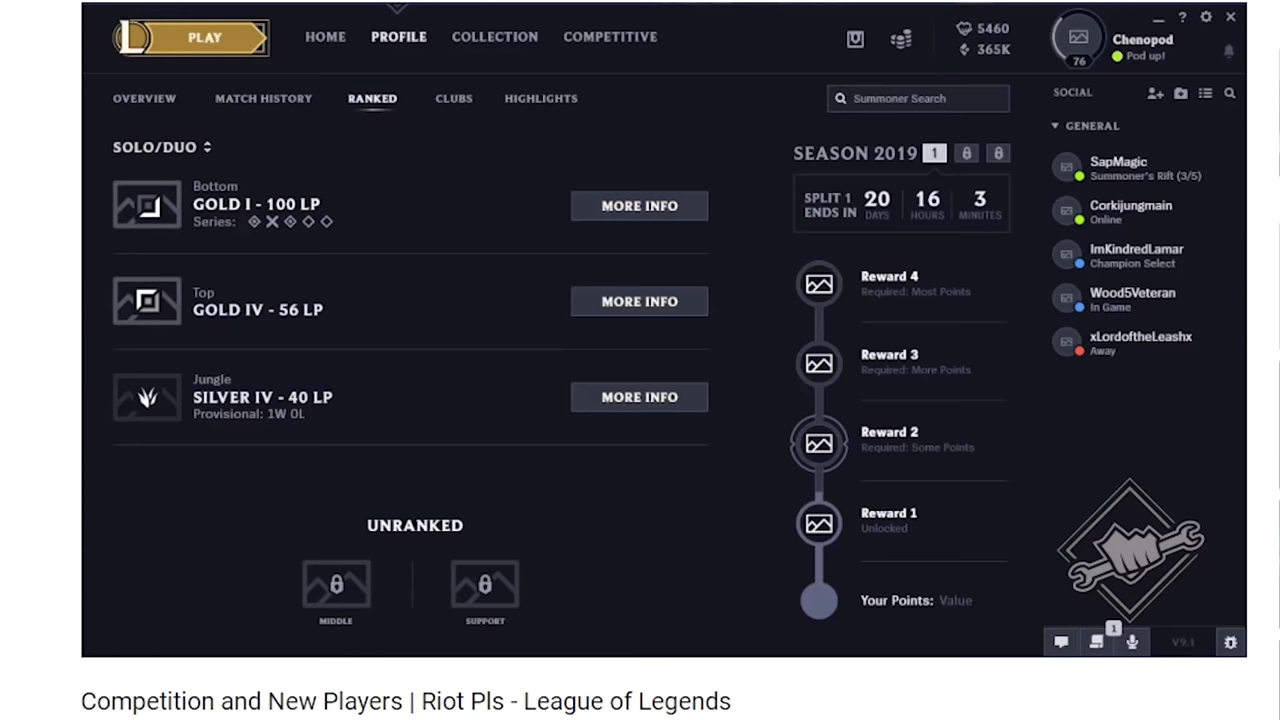 PLAY
HOME
PROFILE
COLLECTION
COMPETITIVE
5460
365K
76
Chenopod
Pod up!
OVERVIEW
MATCH HISTORY
RANKED
CLUBS
HIGHLIGHTS
Summoner Search
SOCIAL
GENERAL
SOLO/DUO
Bottom
GOLD I - 100 LP
Series:
MORE INFO
Top
GOLD IV - 56 LP
MORE INFO
Jungle
SILVER IV - 40 LP
Provisional: 1W 0L
MORE INFO
UNRANKED
MIDDLE
SUPPORT
SEASON 2019 1
SPLIT 1
ENDS IN
20 DAYS
16 HOURS
3 MINUTES
Reward 4
Required: Most Points
Reward 3
Required: More Points
Reward 2
Required: Some Points
Reward 1
Unlocked
Your Points: Value
SapMagic
Summoner's Rift (3/5)
Corkijungmain
Online
ImKindredLamar
Champion Select
Wood5Veteran
In Game
xLordoftheLeashx
Away
1
V9.1
Competition and New Players | Riot Pls - League of Legends